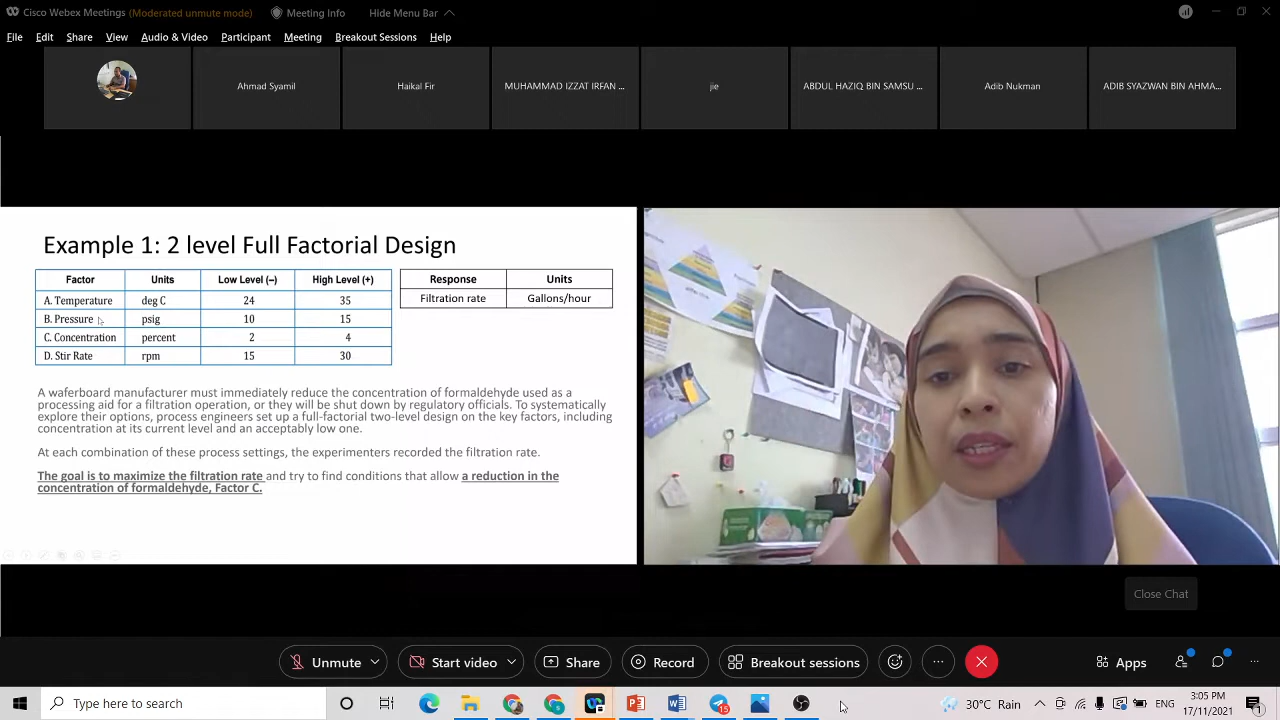 Cisco Webex Meetings (Moderated unmute mode) Meeting Info Hide Menu Bar
File Edit Share View Audio & Video Participant Meeting Breakout Sessions Help
Ahmad Syamil Haikal Fir MUHAMMAD IZZAT IRFAN ... jie ABDUL HAZIQ BIN SAMSU ... Adib Nukman ADIB SYAZWAN BIN AHMA...
Example 1: 2 level Full Factorial Design
Factor Units Low Level (–) High Level (+)
A. Temperature deg C 24 35
B. Pressure psig 10 15
C. Concentration percent 2 4
D. Stir Rate rpm 15 30
Response Units
Filtration rate Gallons/hour
A waferboard manufacturer must immediately reduce the concentration of formaldehyde used as a
processing aid for a filtration operation, or they will be shut down by regulatory officials. To systematically
explore their options, process engineers set up a full-factorial two-level design on the key factors, including
concentration at its current level and an acceptably low one.
At each combination of these process settings, the experimenters recorded the filtration rate.
The goal is to maximize the filtration rate and try to find conditions that allow a reduction in the
concentration of formaldehyde, Factor C.
Close Chat
Unmute Start video Share Record Breakout sessions Apps
Type here to search
15
30°C Rain
3:05 PM
17/11/2021